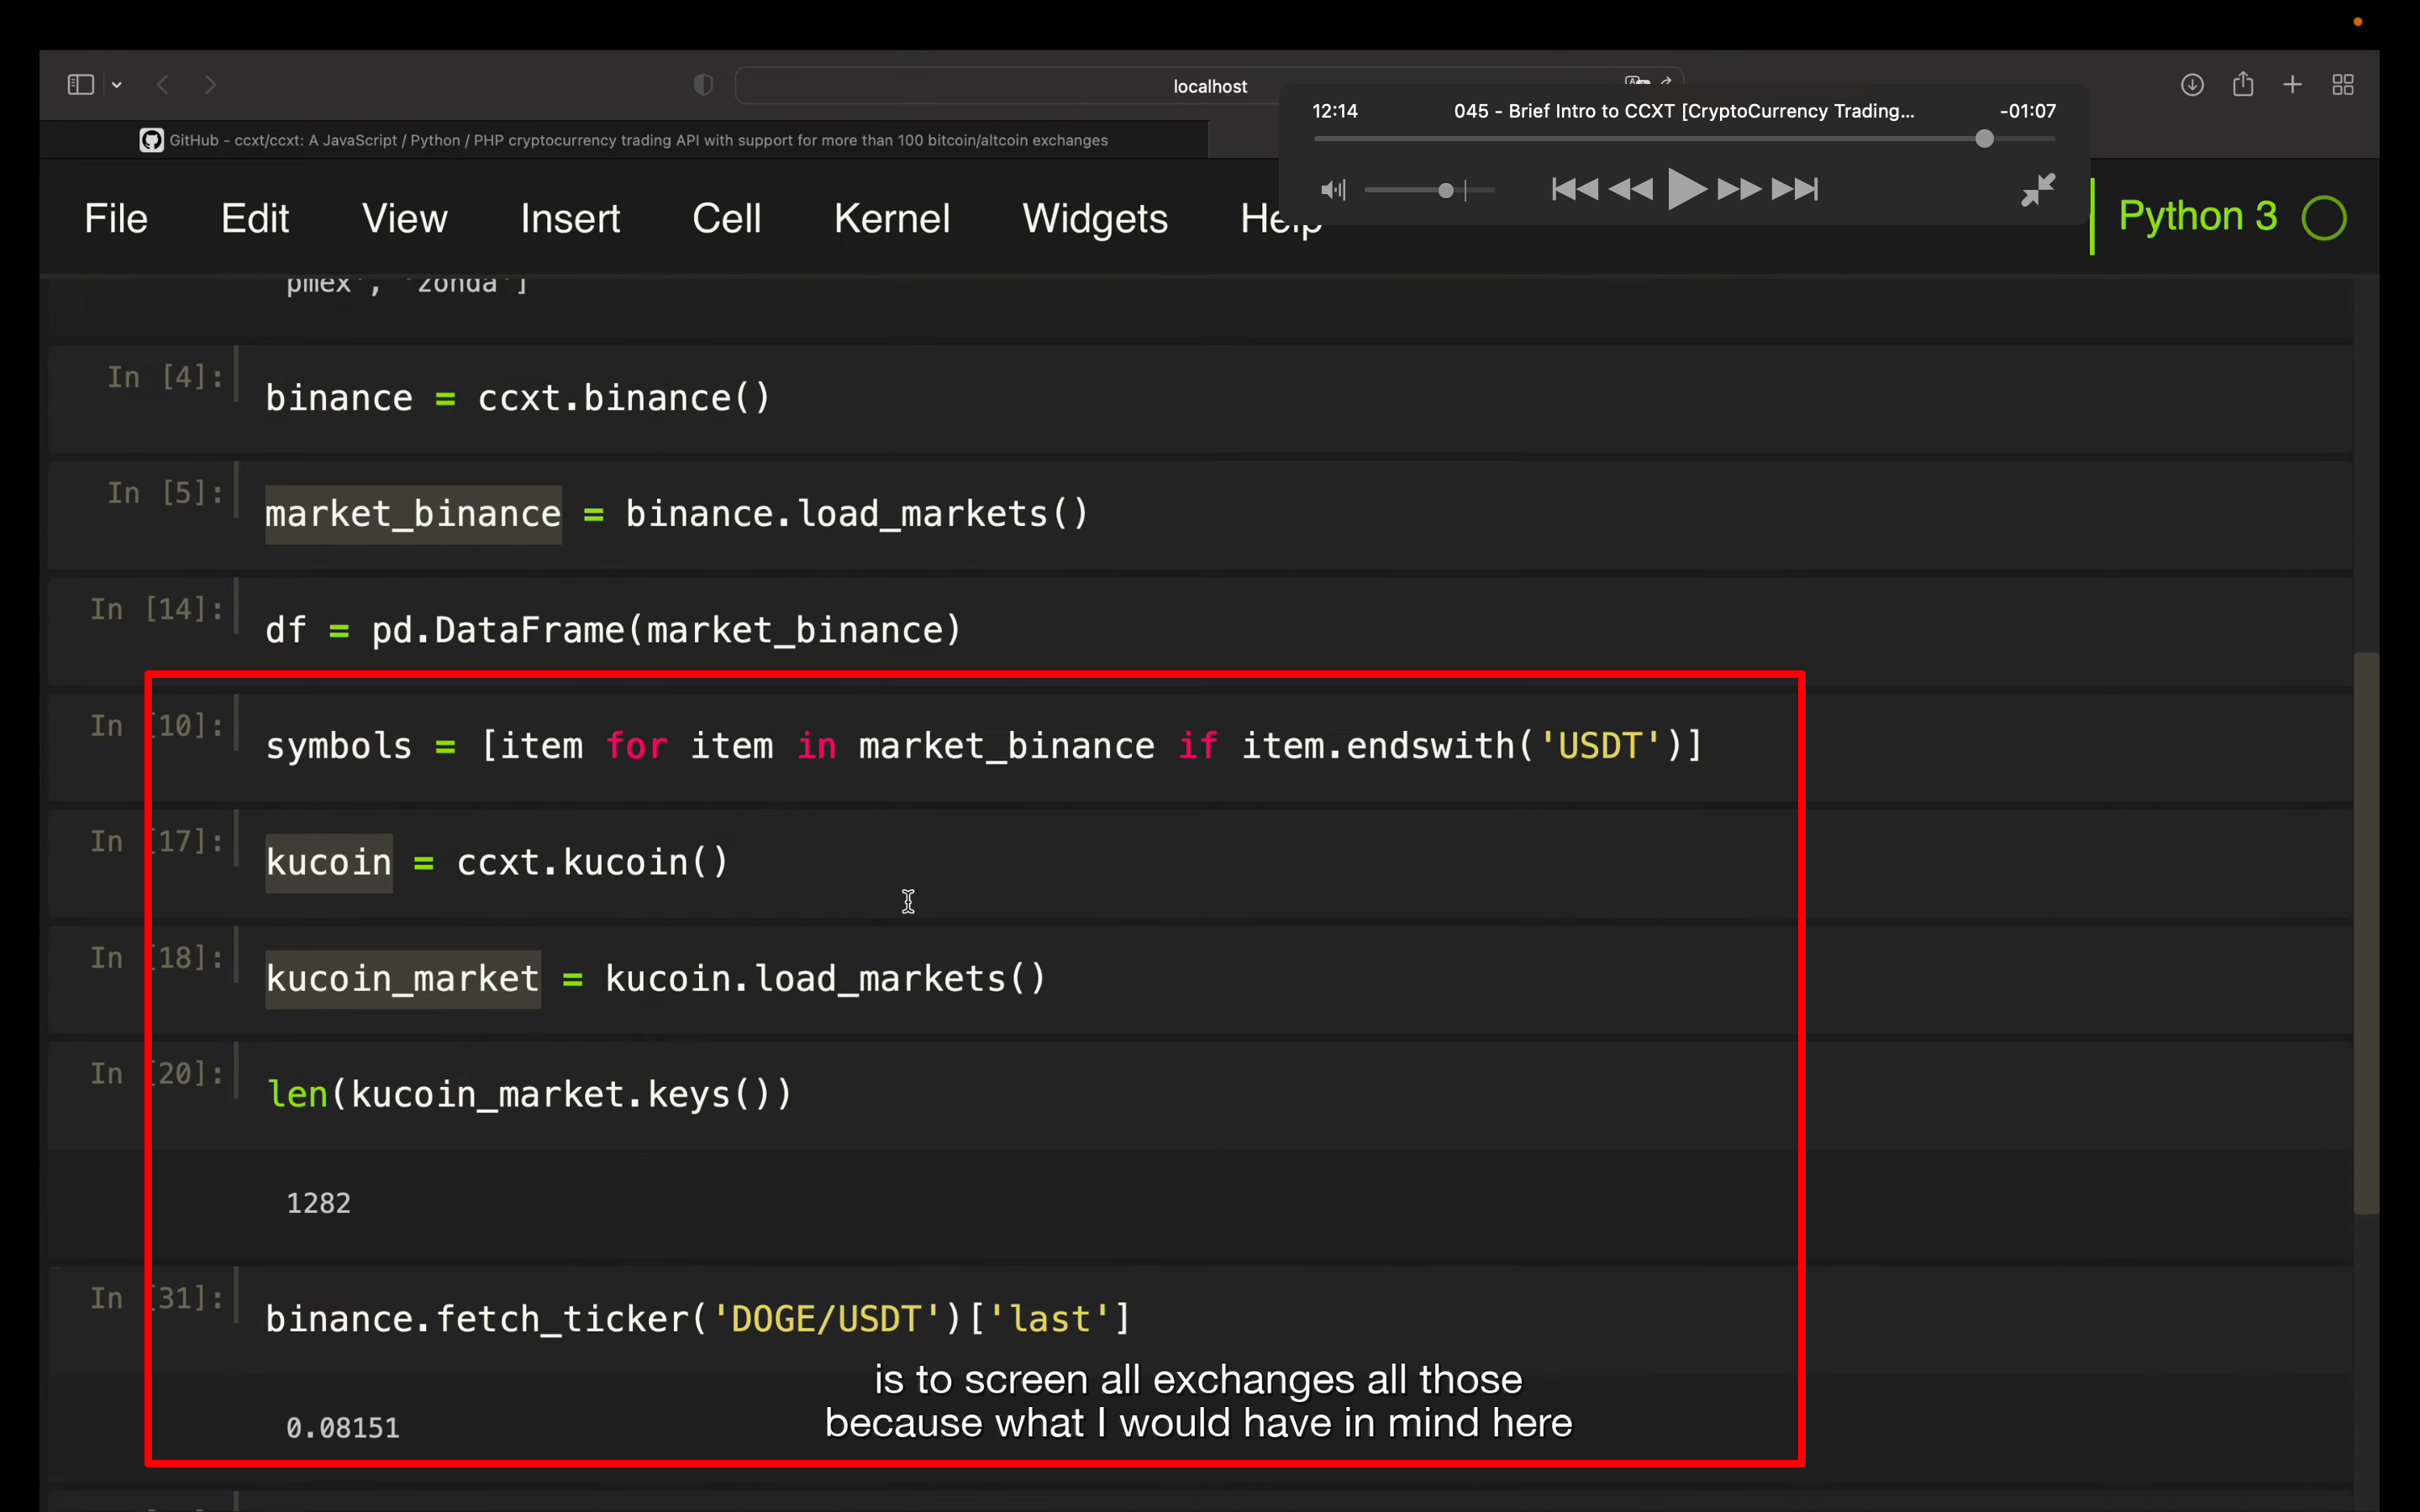 localhost
12:14 045 - Brief Intro to CCXT [CryptoCurrency Trading... -01:07
GitHub - ccxt/ccxt: A JavaScript / Python / PHP cryptocurrency trading API with support for more than 100 bitcoin/altcoin exchanges
File Edit View Insert Cell Kernel Widgets Help Python 3
pmex', 'zonda']
In [4]: binance = ccxt.binance()
In [5]: market_binance = binance.load_markets()
In [14]: df = pd.DataFrame(market_binance)
In [10]: symbols = [item for item in market_binance if item.endswith('USDT')]
In [17]: kucoin = ccxt.kucoin()
In [18]: kucoin_market = kucoin.load_markets()
In [20]: len(kucoin_market.keys())
1282
In [31]: binance.fetch_ticker('DOGE/USDT')['last']
is to screen all exchanges all those
because what I would have in mind here
0.08151